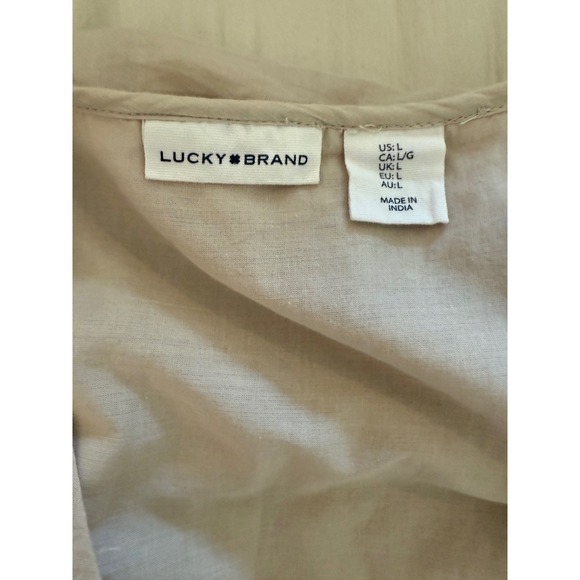 LUCKY BRAND
US: L
CA: L/G
UK: L
EU: L
AU: L
MADE IN
INDIA